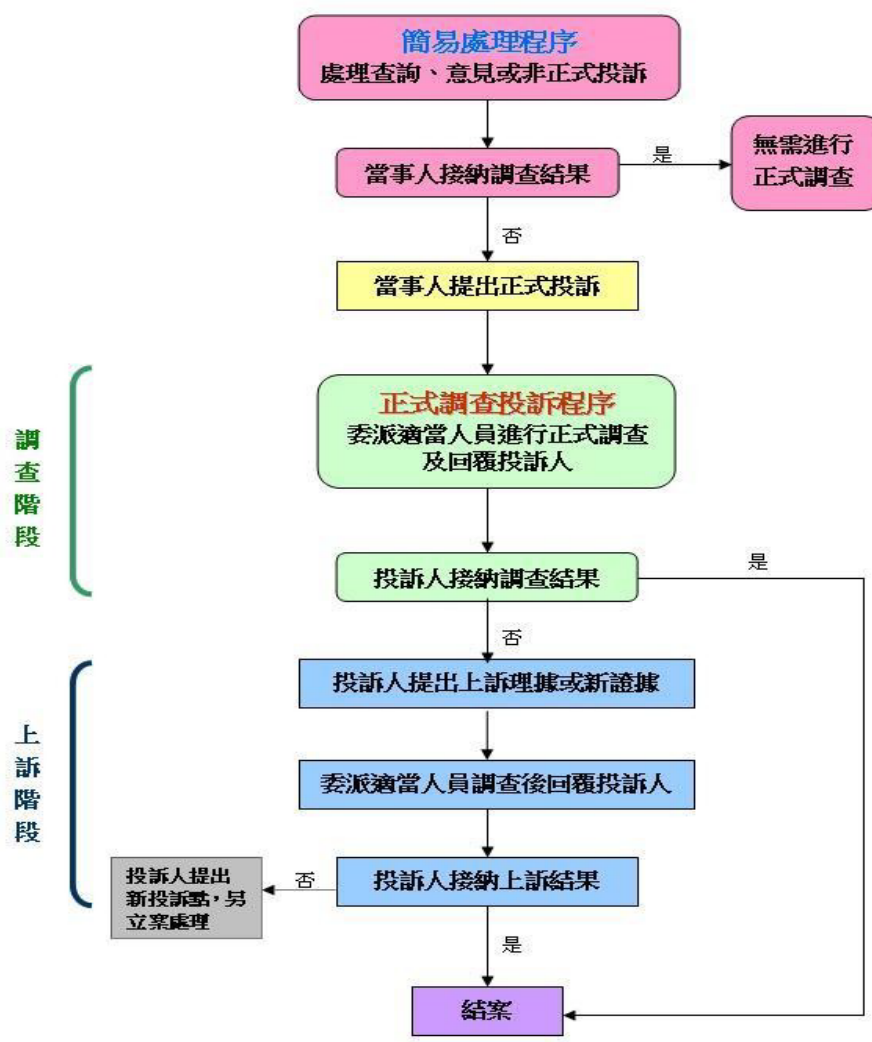 簡易處理程序
處理查詢、意見或非正式投訴
當事人接納調查結果
是
無需進行
正式調查
否
當事人提出正式投訴
調查階段
正式調查投訴程序
委派適當人員進行正式調查
及回覆投訴人
投訴人接納調查結果
是
否
上訴階段
投訴人提出上訴理據或新證據
委派適當人員調查後回覆投訴人
投訴人接納上訴結果
否
投訴人提出
新投訴點,另
立案處理
是
結案